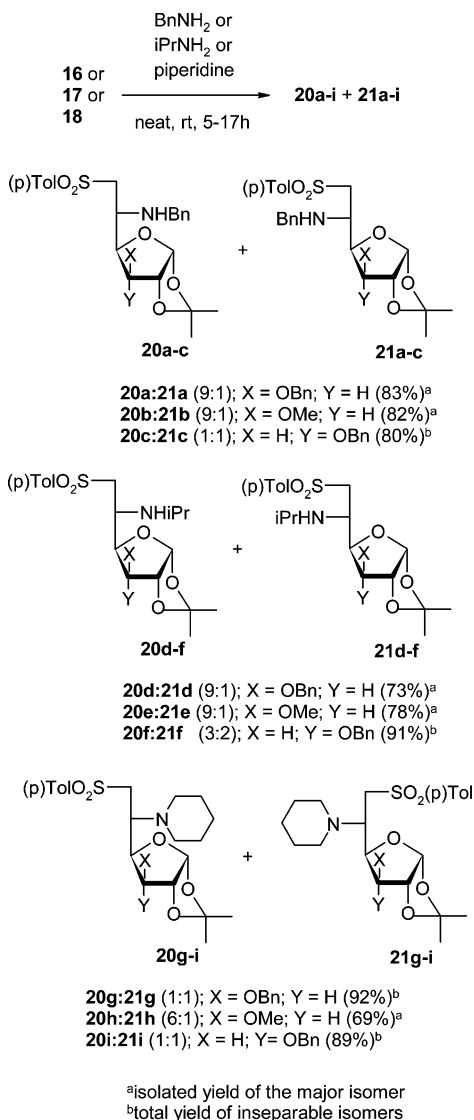 BnNH2 or
iPrNH2 or
piperidine
16 or
17 or
18
20a-i + 21a-i
neat, rt, 5-17h
(p)TolO2S
NHBn
O
X
Y
O
O
20a-c
+
(p)TolO2S
BnHN
O
X
Y
O
O
21a-c
20a:21a (9:1); X = OBn; Y = H (83%)a
20b:21b (9:1); X = OMe; Y = H (82%)a
20c:21c (1:1); X = H; Y = OBn (80%)b
(p)TolO2S
NHiPr
O
X
Y
O
O
20d-f
+
(p)TolO2S
iPrHN
O
X
Y
O
O
21d-f
20d:21d (9:1); X = OBn; Y = H (73%)a
20e:21e (9:1); X = OMe; Y = H (78%)a
20f:21f (3:2); X = H; Y = OBn (91%)b
(p)TolO2S
N
O
X
Y
O
O
20g-i
+
SO2(p)Tol
N
O
X
Y
O
O
21g-i
20g:21g (1:1); X = OBn; Y = H (92%)b
20h:21h (6:1); X = OMe; Y = H (69%)a
20i:21i (1:1); X = H; Y= OBn (89%)b
aisolated yield of the major isomer
btotal yield of inseparable isomers